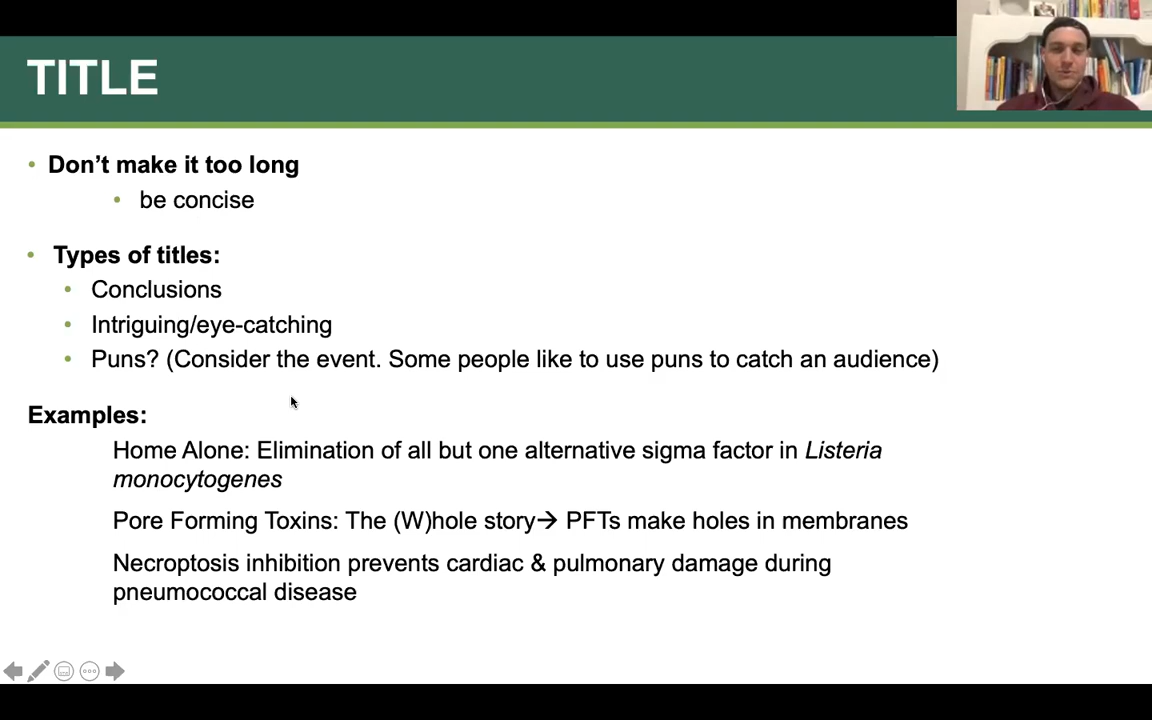 TITLE
• Don’t make it too long
• be concise
• Types of titles:
• Conclusions
• Intriguing/eye-catching
• Puns? (Consider the event. Some people like to use puns to catch an audience)
Examples:
Home Alone: Elimination of all but one alternative sigma factor in Listeria
monocytogenes
Pore Forming Toxins: The (W)hole story→ PFTs make holes in membranes
Necroptosis inhibition prevents cardiac & pulmonary damage during
pneumococcal disease